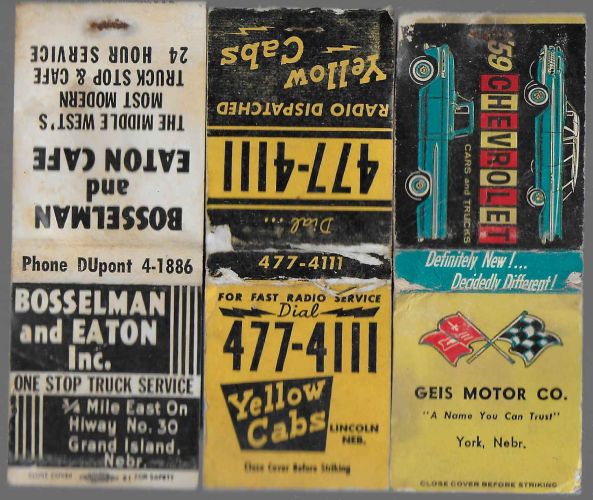 BOSSELMAN
and
EATON CAFE
THE MIDDLE WEST'S
MOST MODERN
TRUCK STOP & CAFE
24 HOUR SERVICE
Phone DUpont 4-1886
BOSSELMAN
and EATON
Inc.
ONE STOP TRUCK SERVICE
3/4 Mile East On
Hiway No. 30
Grand Island,
Nebr.
CLOSE COVER
FOR SAFETY
Dial ...
477-4111
RADIO DISPATCHED
Yellow
Cabs
477-4111
FOR FAST RADIO SERVICE
Dial
477-4111
Yellow
Cabs
LINCOLN
NEB.
Close Cover Before Striking
'59 CHEVROLET
CARS and TRUCKS
Definitely New!...
Decidedly Different!
GEIS MOTOR CO.
"A Name You Can Trust"
York, Nebr.
CLOSE COVER BEFORE STRIKING